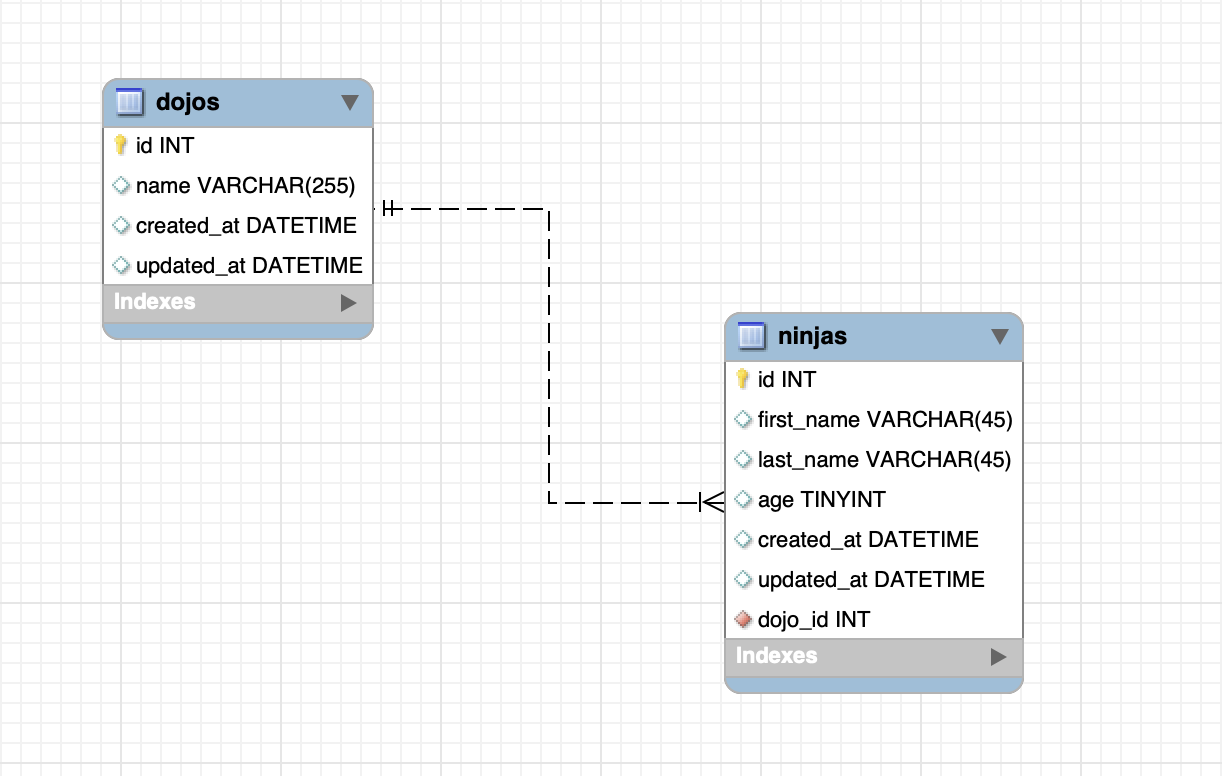 dojos
id INT
name VARCHAR(255)
created_at DATETIME
updated_at DATETIME
Indexes
ninjas
id INT
first_name VARCHAR(45)
last_name VARCHAR(45)
age TINYINT
created_at DATETIME
updated_at DATETIME
dojo_id INT
Indexes